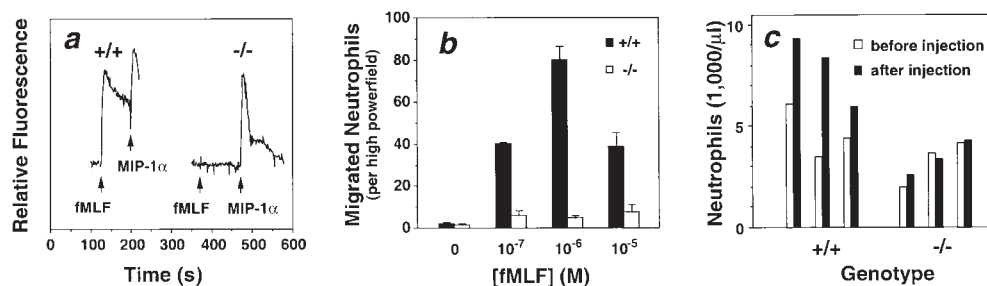 a
+/+
-/-
MIP-1α
fMLF
fMLF
MIP-1α
0 100 200 300 400 500 600
Time (s)
Relative Fluorescence
b
+/+
-/-
100
80
60
40
20
0
0 10⁻⁷ 10⁻⁶ 10⁻⁵
[fMLF] (M)
Migrated Neutrophils
(per high powerfield)
c
before injection
after injection
10
5
0
+/+ -/-
Genotype
Neutrophils (1,000/µl)